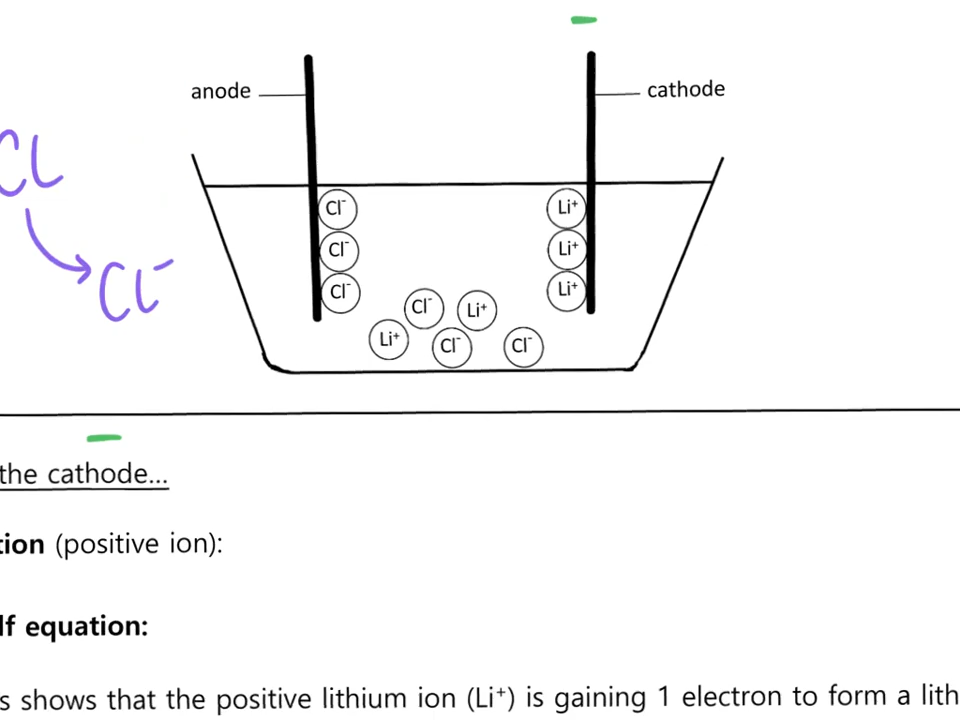 anode
cathode
Cl
Cl⁻
Cl⁻
Li⁺
Cl⁻
Li⁺
Cl⁻
Li⁺
Cl⁻
Li⁺
Li⁺
Cl⁻
Cl⁻
the cathode...
tion (positive ion):
lf equation:
s shows that the positive lithium ion (Li⁺) is gaining 1 electron to form a lith